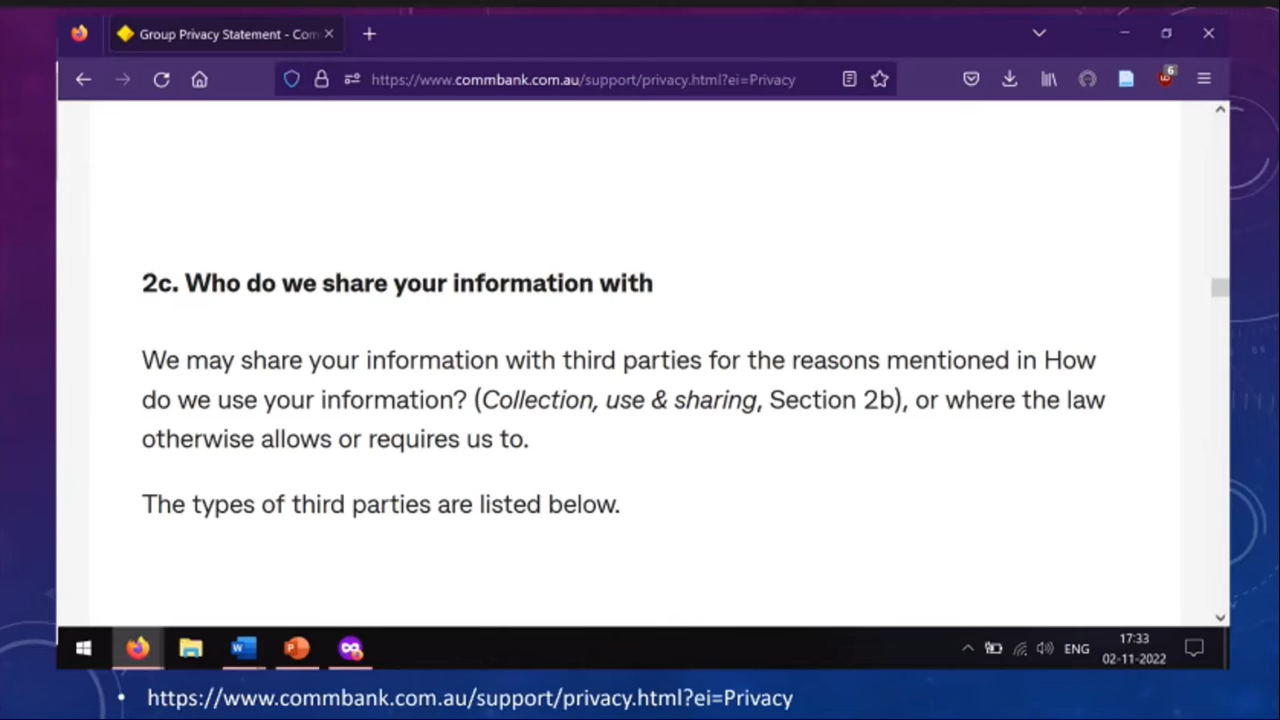 Group Privacy Statement - Com
https://www.commbank.com.au/support/privacy.html?ei=Privacy
6
2c. Who do we share your information with
We may share your information with third parties for the reasons mentioned in How
do we use your information? (Collection, use & sharing, Section 2b), or where the law
otherwise allows or requires us to.
The types of third parties are listed below.
ENG
17:33
02-11-2022
• https://www.commbank.com.au/support/privacy.html?ei=Privacy